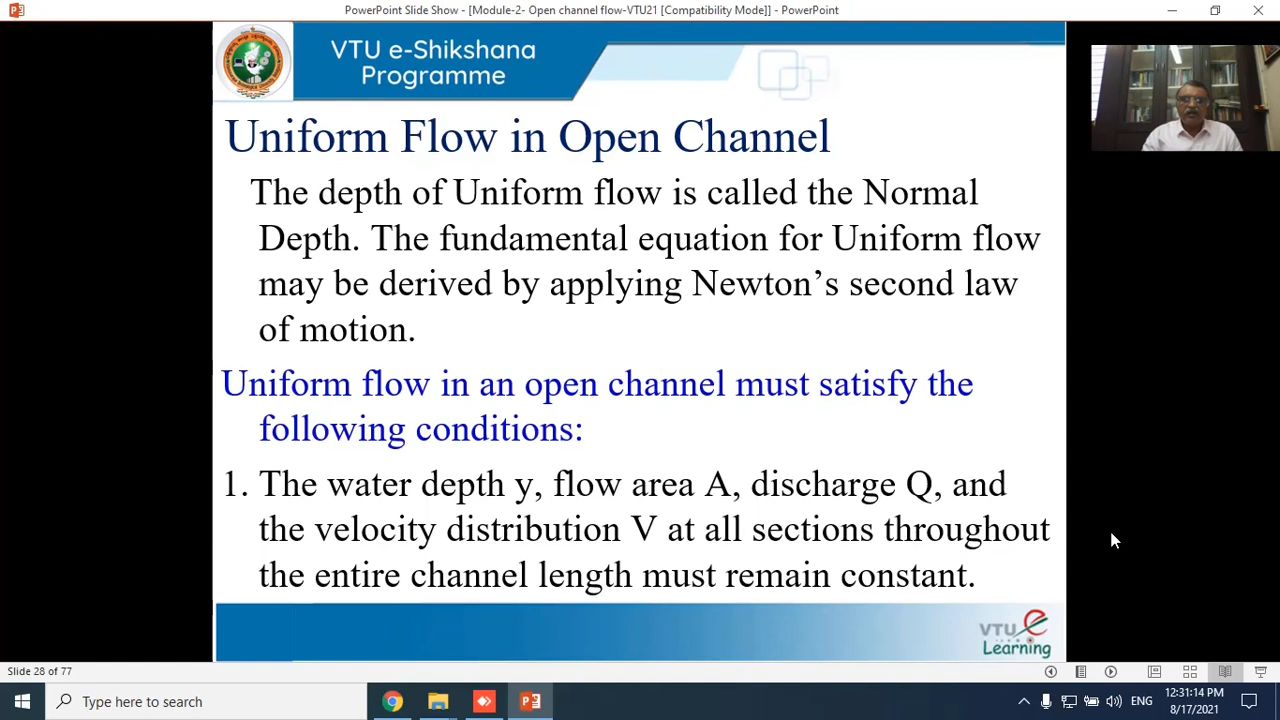 PowerPoint Slide Show - [Module-2- Open channel flow-VTU21 [Compatibility Mode]] - PowerPoint
VTU e-Shikshana
Programme
Uniform Flow in Open Channel
The depth of Uniform flow is called the Normal
Depth. The fundamental equation for Uniform flow
may be derived by applying Newton’s second law
of motion.
Uniform flow in an open channel must satisfy the
following conditions:
1. The water depth y, flow area A, discharge Q, and
the velocity distribution V at all sections throughout
the entire channel length must remain constant.
VTU e
Learning
Slide 28 of 77
Type here to search
ENG
12:31:14 PM
8/17/2021